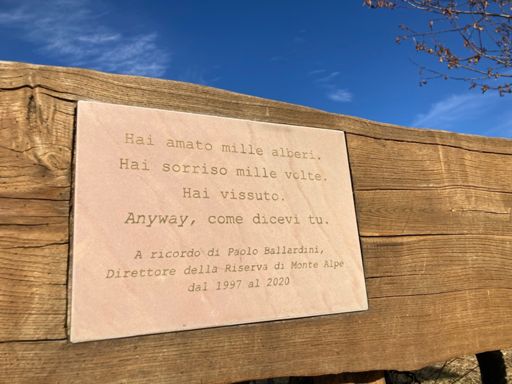 Hai amato mille alberi.
Hai sorriso mille volte.
Hai vissuto.
Anyway, come dicevi tu.
A ricordo di Paolo Ballardini,
Direttore della Riserva di Monte Alpe
dal 1997 al 2020